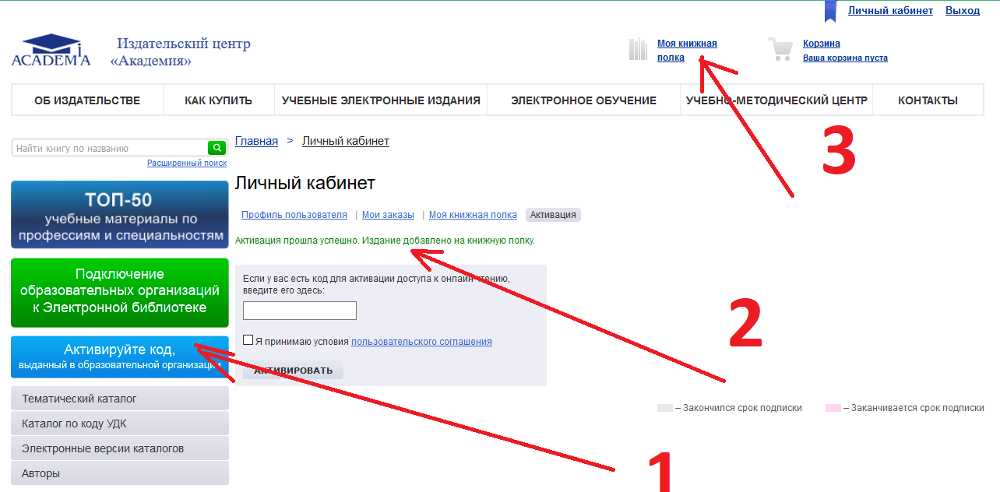 Личный кабинет Выход
ACADEMiA
Издательский центр
«Академия»
Моя книжная
полка
Корзина
Ваша корзина пуста
ОБ ИЗДАТЕЛЬСТВЕ КАК КУПИТЬ УЧЕБНЫЕ ЭЛЕКТРОННЫЕ ИЗДАНИЯ ЭЛЕКТРОННОЕ ОБУЧЕНИЕ УЧЕБНО-МЕТОДИЧЕСКИЙ ЦЕНТР КОНТАКТЫ
3
Найти книгу по названию
Расширенный поиск
ТОП-50
учебные материалы по
профессиям и специальностям
Подключение
образовательных организаций
к Электронной библиотеке
Активируйте код,
выданный в образовательной организации
Тематический каталог
Каталог по коду УДК
Электронные версии каталогов
Авторы
Главная > Личный кабинет
Личный кабинет
Профиль пользователя | Мои заказы | Моя книжная полка Активация
Активация прошла успешно. Издание добавлено на книжную полку.
Если у вас есть код для активации доступа к онлайн-чтению,
введите его здесь:
Я принимаю условия пользовательского соглашения
АКТИВИРОВАТЬ
2
– Закончился срок подписки – Заканчивается срок подписки
1